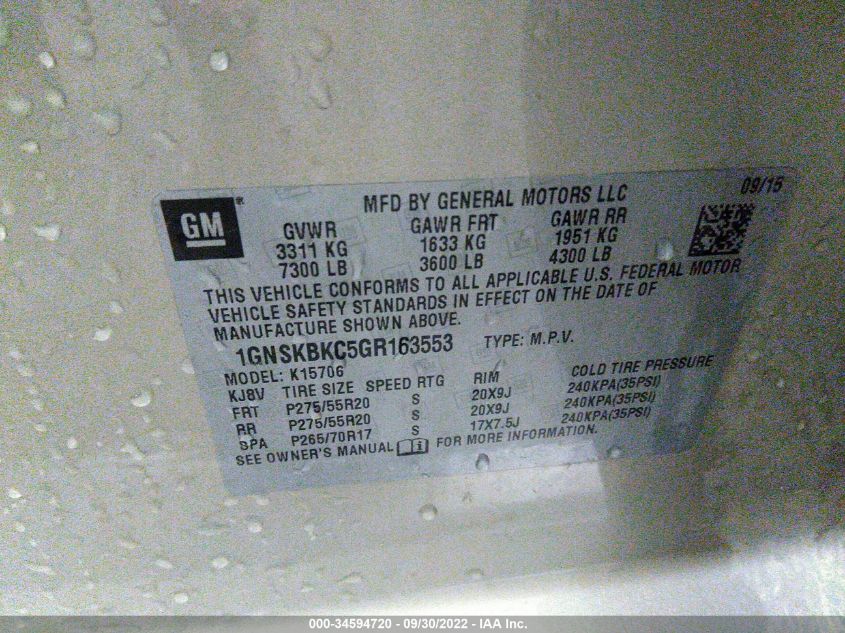 GM
MFD BY GENERAL MOTORS LLC
09/15
GVWR GAWR FRT GAWR RR
3311 KG 1633 KG 1951 KG
7300 LB 3600 LB 4300 LB
THIS VEHICLE CONFORMS TO ALL APPLICABLE U.S. FEDERAL MOTOR
VEHICLE SAFETY STANDARDS IN EFFECT ON THE DATE OF
MANUFACTURE SHOWN ABOVE.
1GNSKBKC5GR163553 TYPE: M.P.V.
MODEL: K15706
KJ8V TIRE SIZE SPEED RTG RIM COLD TIRE PRESSURE
FRT P275/55R20 S 20X9J 240KPA(35PSI)
RR P275/55R20 S 20X9J 240KPA(35PSI)
SPA P265/70R17 S 17X7.5J 240KPA(35PSI)
SEE OWNER'S MANUAL FOR MORE INFORMATION.
000-34594720 - 09/30/2022 - IAA Inc.